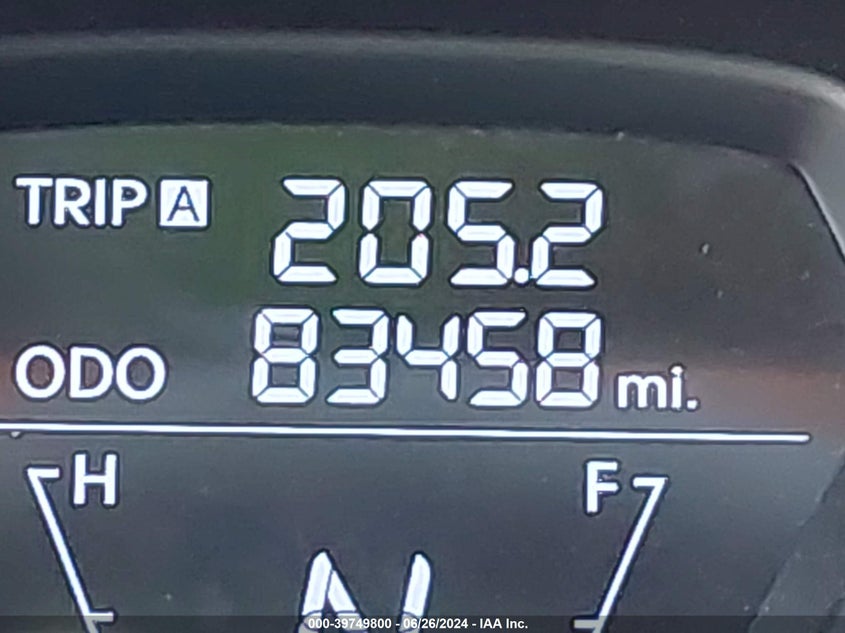 TRIP A 205.2
ODO 83458 mi.
H F
N
000-39749800 - 06/26/2024 - IAA Inc.